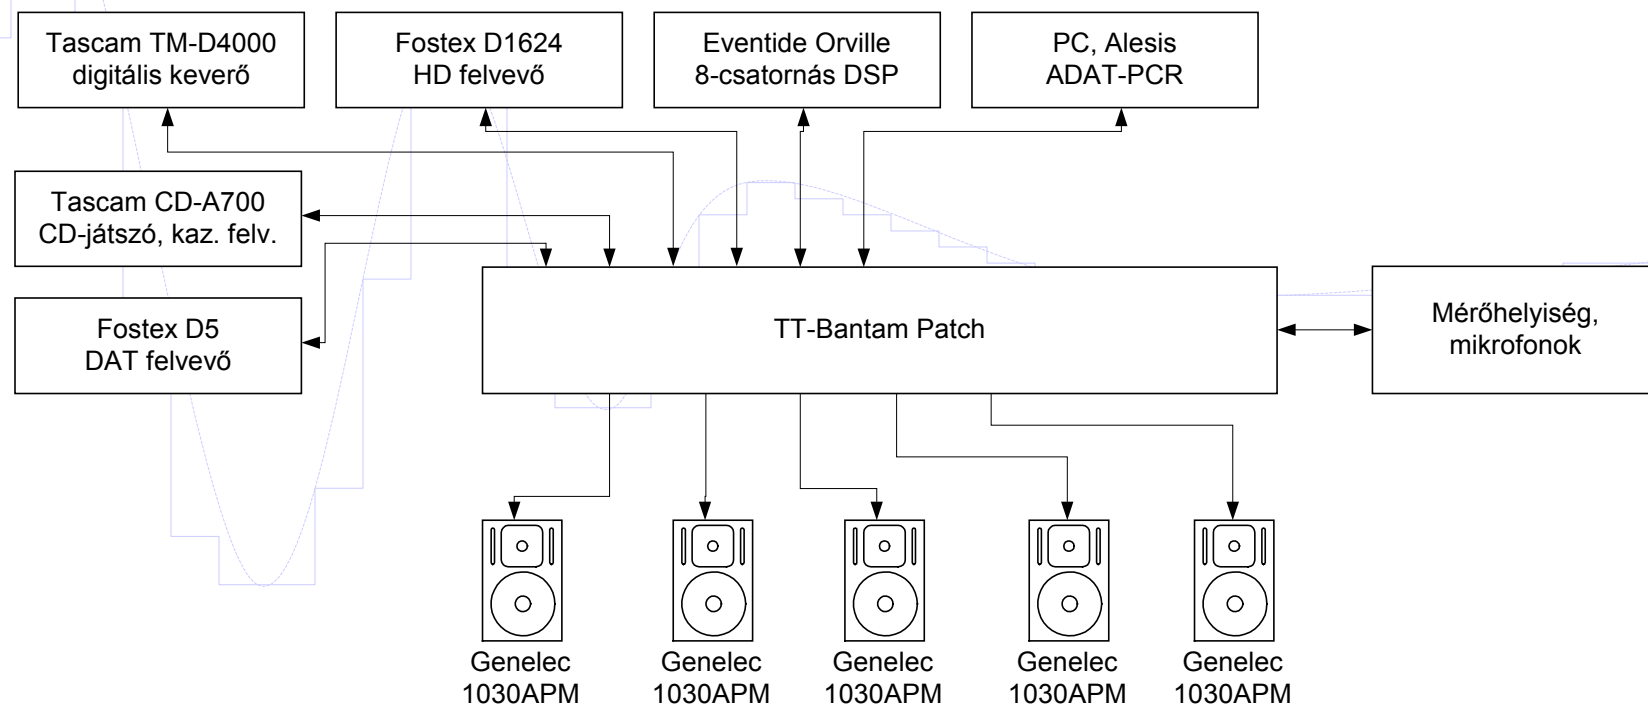 Tascam TM-D4000
digitális keverő
Fostex D1624
HD felvevő
Eventide Orville
8-csatornás DSP
PC, Alesis
ADAT-PCR
Tascam CD-A700
CD-játszó, kaz. felv.
Fostex D5
DAT felvevő
TT-Bantam Patch
Mérőhelyiség,
mikrofonok
Genelec
1030APM
Genelec
1030APM
Genelec
1030APM
Genelec
1030APM
Genelec
1030APM